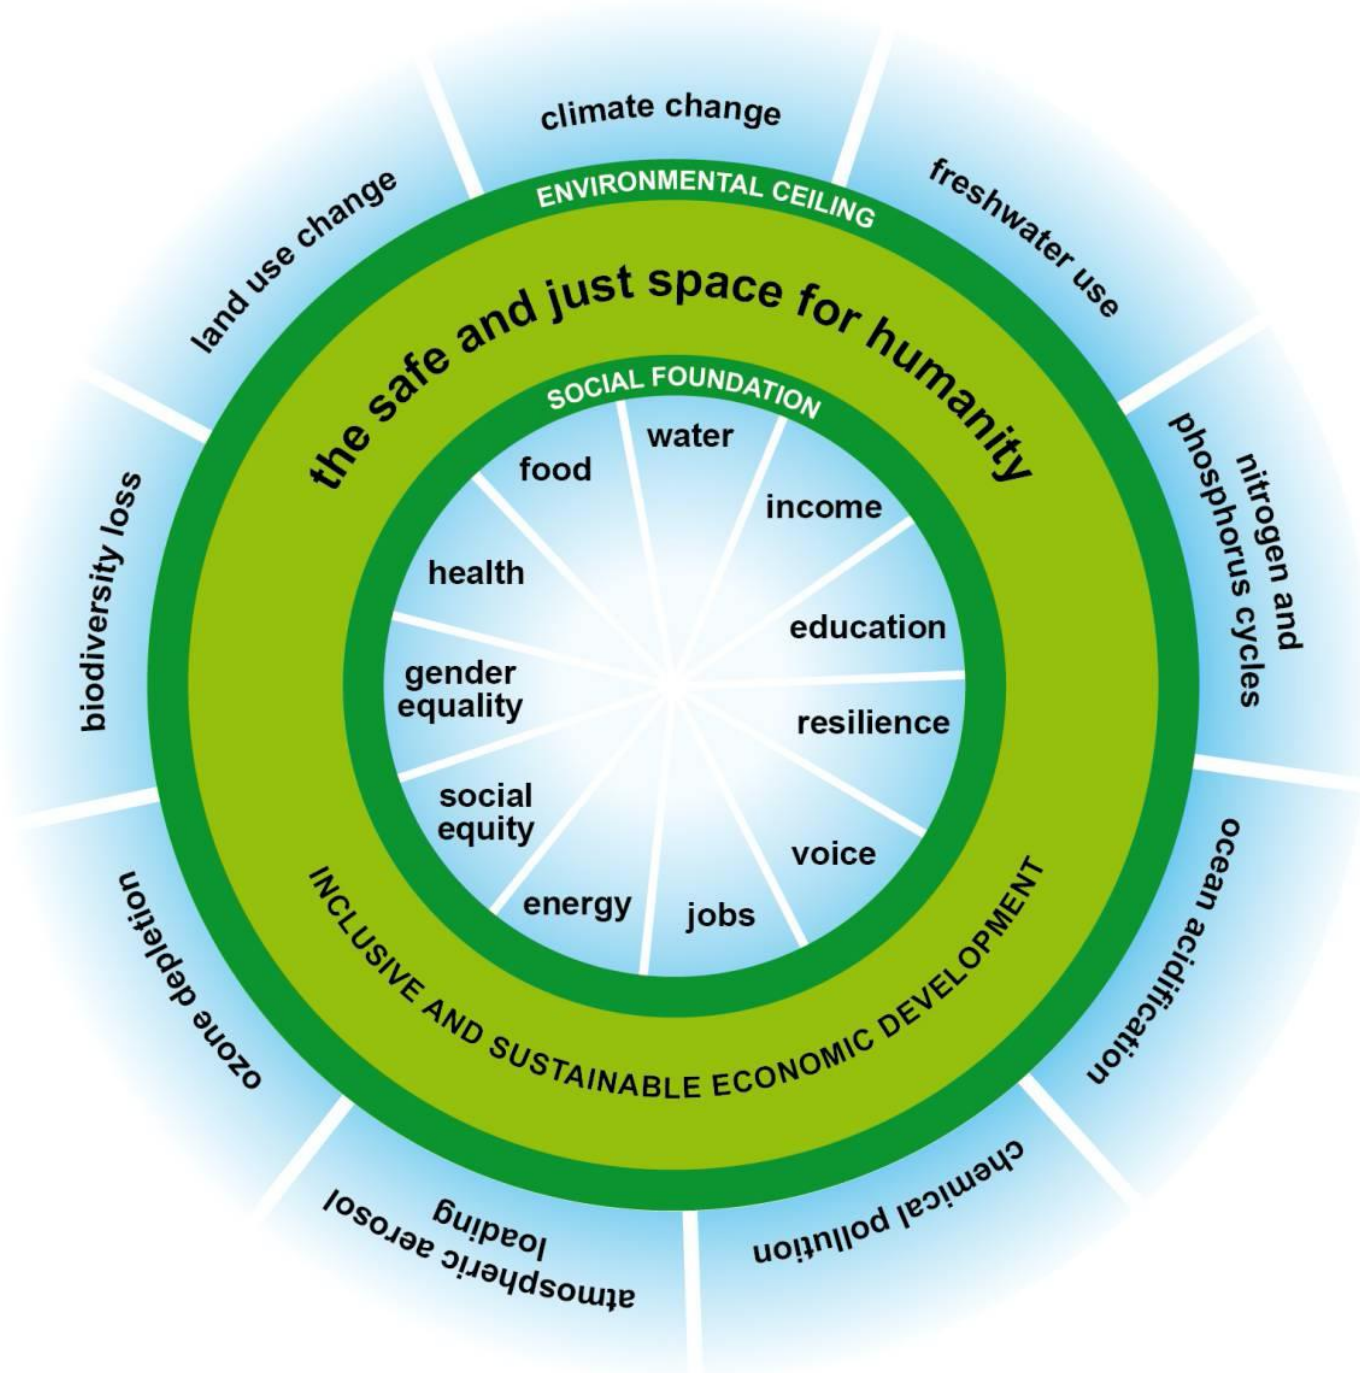 climate change
freshwater use
nitrogen and
phosphorus cycles
ocean acidification
chemical pollution
atmospheric aerosol
loading
ozone depletion
biodiversity loss
land use change
ENVIRONMENTAL CEILING
the safe and just space for humanity
SOCIAL FOUNDATION
water
income
education
resilience
voice
jobs
energy
social
equity
gender
equality
health
food
INCLUSIVE AND SUSTAINABLE ECONOMIC DEVELOPMENT